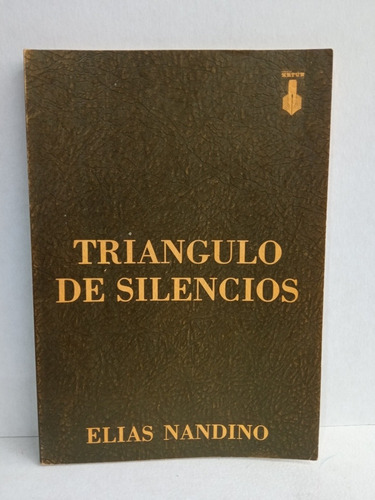 TRIANGULO
DE SILENCIOS
ELIAS NANDINO